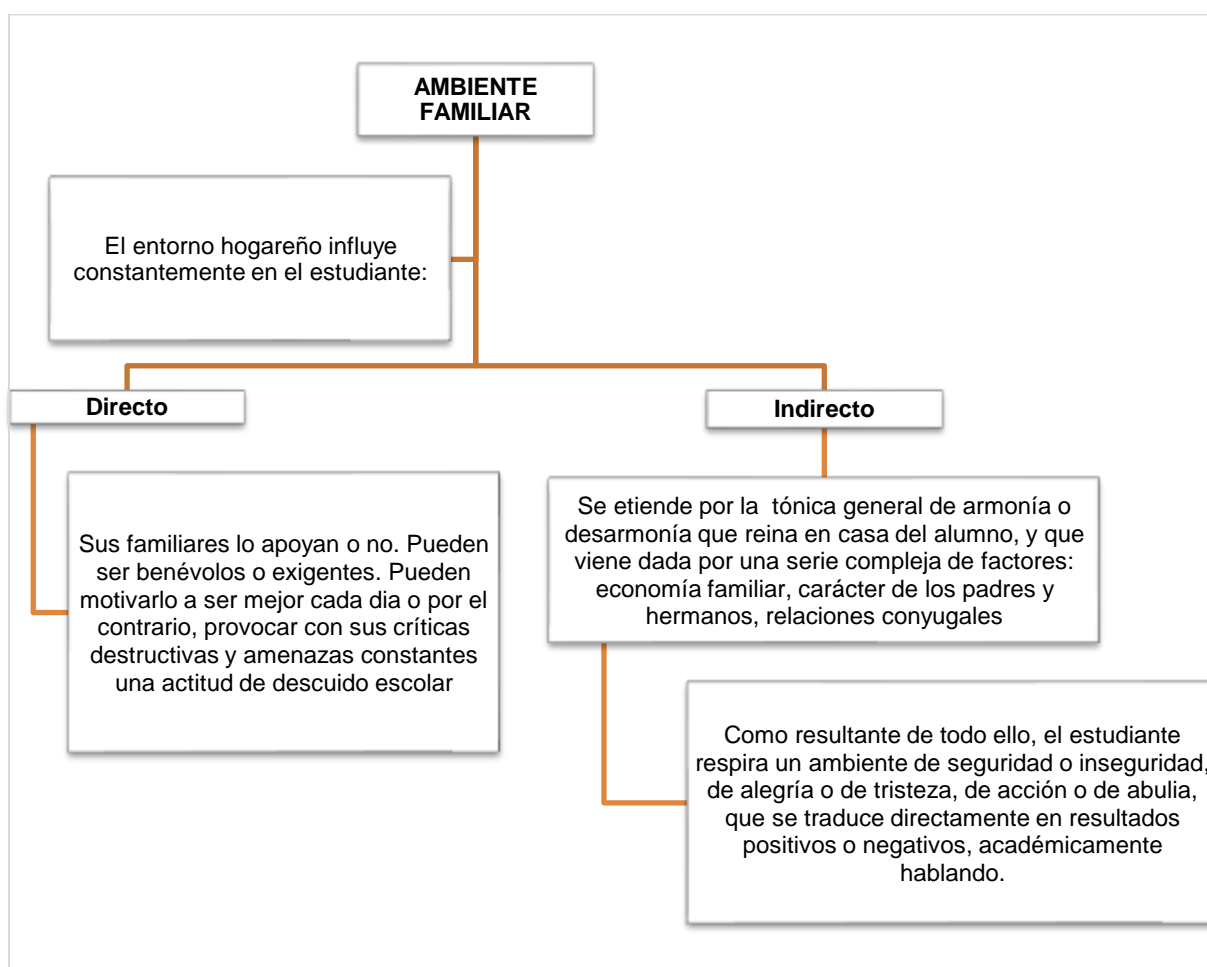 AMBIENTE
FAMILIAR
El entorno hogareño influye
constantemente en el estudiante:
Directo
Indirecto
Sus familiares lo apoyan o no. Pueden
ser benévolos o exigentes. Pueden
motivarlo a ser mejor cada dia o por el
contrario, provocar con sus críticas
destructivas y amenazas constantes
una actitud de descuido escolar
Se etiende por la  tónica general de armonía o
desarmonía que reina en casa del alumno, y que
viene dada por una serie compleja de factores:
economía familiar, carácter de los padres y
hermanos, relaciones conyugales
Como resultante de todo ello, el estudiante
respira un ambiente de seguridad o inseguridad,
de alegría o de tristeza, de acción o de abulia,
que se traduce directamente en resultados
positivos o negativos, académicamente
hablando.